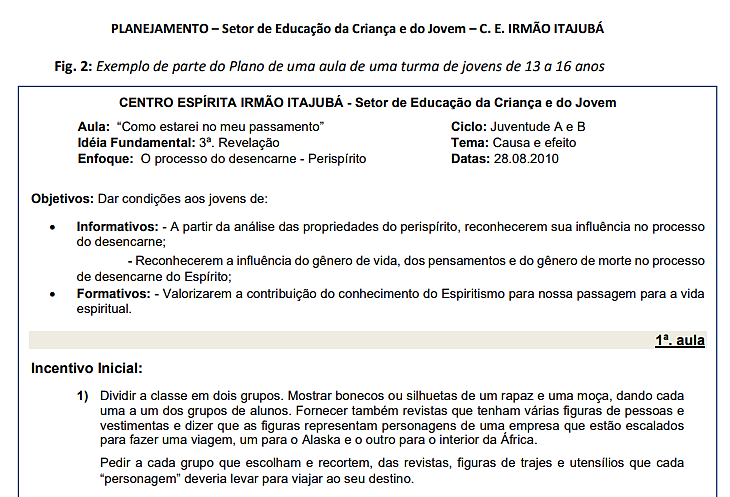 PLANEJAMENTO – Setor de Educação da Criança e do Jovem – C. E. IRMÃO ITAJUBÁ
Fig. 2: Exemplo de parte do Plano de uma aula de uma turma de jovens de 13 a 16 anos
CENTRO ESPÍRITA IRMÃO ITAJUBÁ - Setor de Educação da Criança e do Jovem
Aula: “Como estarei no meu passamento” Ciclo: Juventude A e B
Idéia Fundamental: 3ª. Revelação Tema: Causa e efeito
Enfoque: O processo do desencarne - Perispírito Datas: 28.08.2010
Objetivos: Dar condições aos jovens de:
• Informativos: - A partir da análise das propriedades do perispírito, reconhecerem sua influência no processo
do desencarne;
- Reconhecerem a influência do gênero de vida, dos pensamentos e do gênero de morte no processo
de desencarne do Espírito;
• Formativos: - Valorizarem a contribuição do conhecimento do Espiritismo para nossa passagem para a vida
espiritual.
1ª. aula
Incentivo Inicial:
1) Dividir a classe em dois grupos. Mostrar bonecos ou silhuetas de um rapaz e uma moça, dando cada
uma a um dos grupos de alunos. Fornecer também revistas que tenham várias figuras de pessoas e
vestimentas e dizer que as figuras representam personagens de uma empresa que estão escalados
para fazer uma viagem, um para o Alaska e o outro para o interior da África.
Pedir a cada grupo que escolham e recortem, das revistas, figuras de trajes e utensílios que cada
“personagem” deveria levar para viajar ao seu destino.